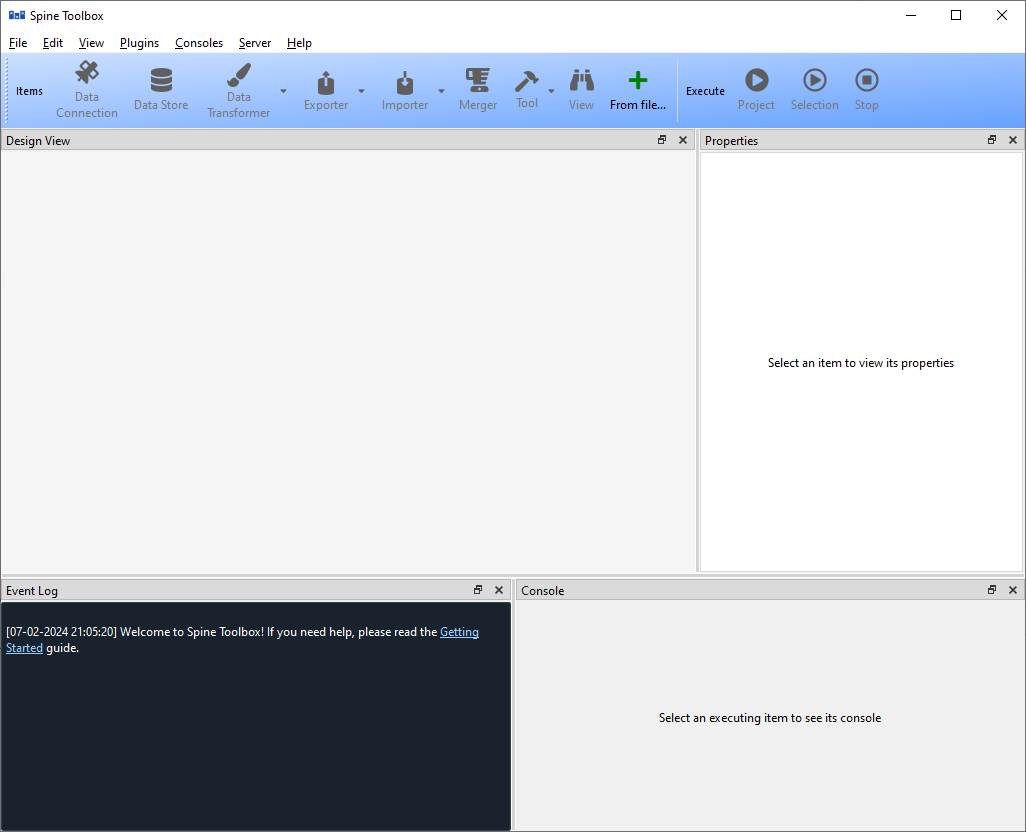 Spine Toolbox
File Edit View Plugins Consoles Server Help
Items
Data
Connection
Data Store
Data
Transformer
Exporter
Importer
Merger
Tool
View
From file...
Execute
Project
Selection
Stop
Design View
Properties
Select an item to view its properties
Event Log
[07-02-2024 21:05:20] Welcome to Spine Toolbox! If you need help, please read the Getting
Started guide.
Console
Select an executing item to see its console